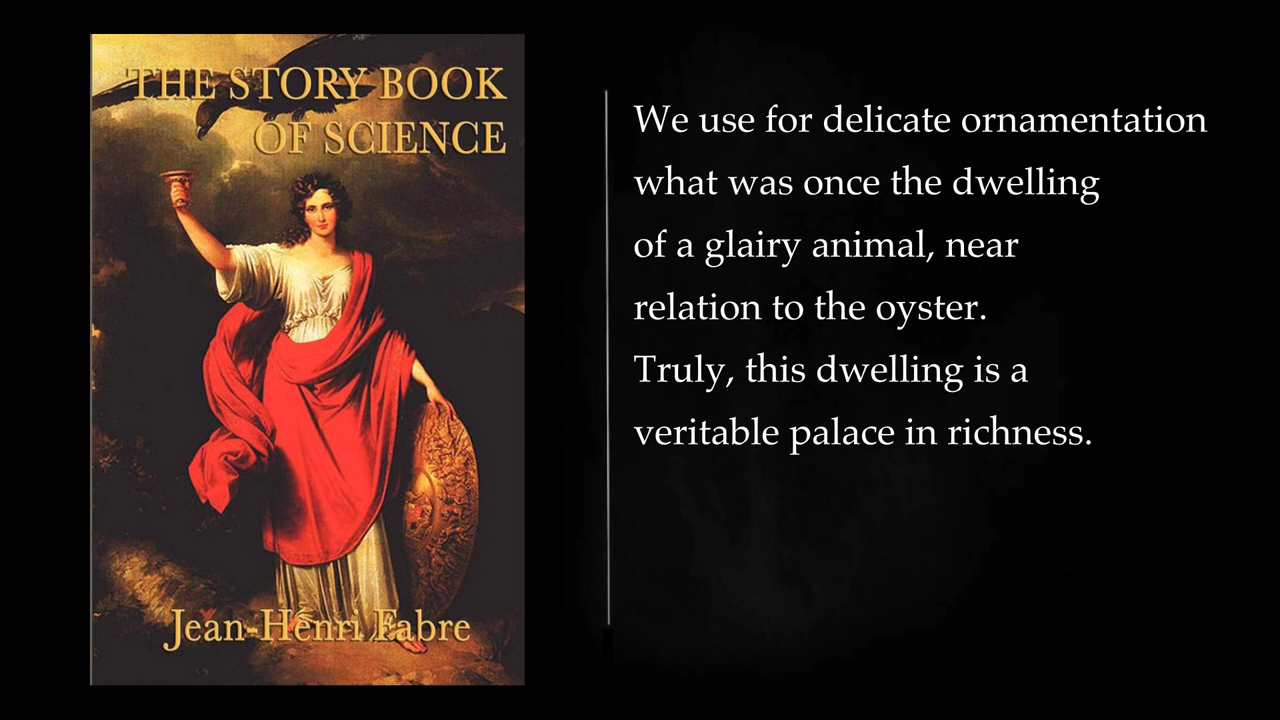 THE STORY BOOK
OF SCIENCE
Jean-Henri Fabre
We use for delicate ornamentation
what was once the dwelling
of a glairy animal, near
relation to the oyster.
Truly, this dwelling is a
veritable palace in richness.